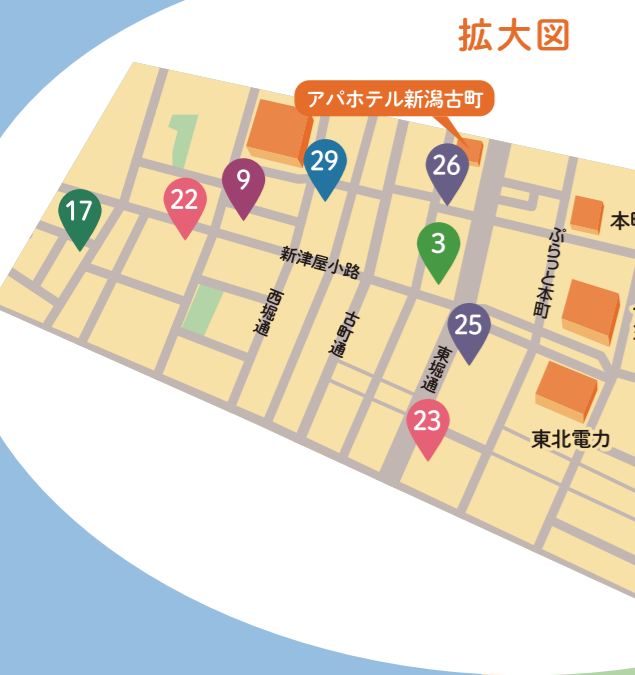 拡大図
アパホテル新潟古町
29
26
9
22
17
本
3
ぷらっと本町
新津屋小路
西堀通
古町通
25
東堀通
23
東北電力